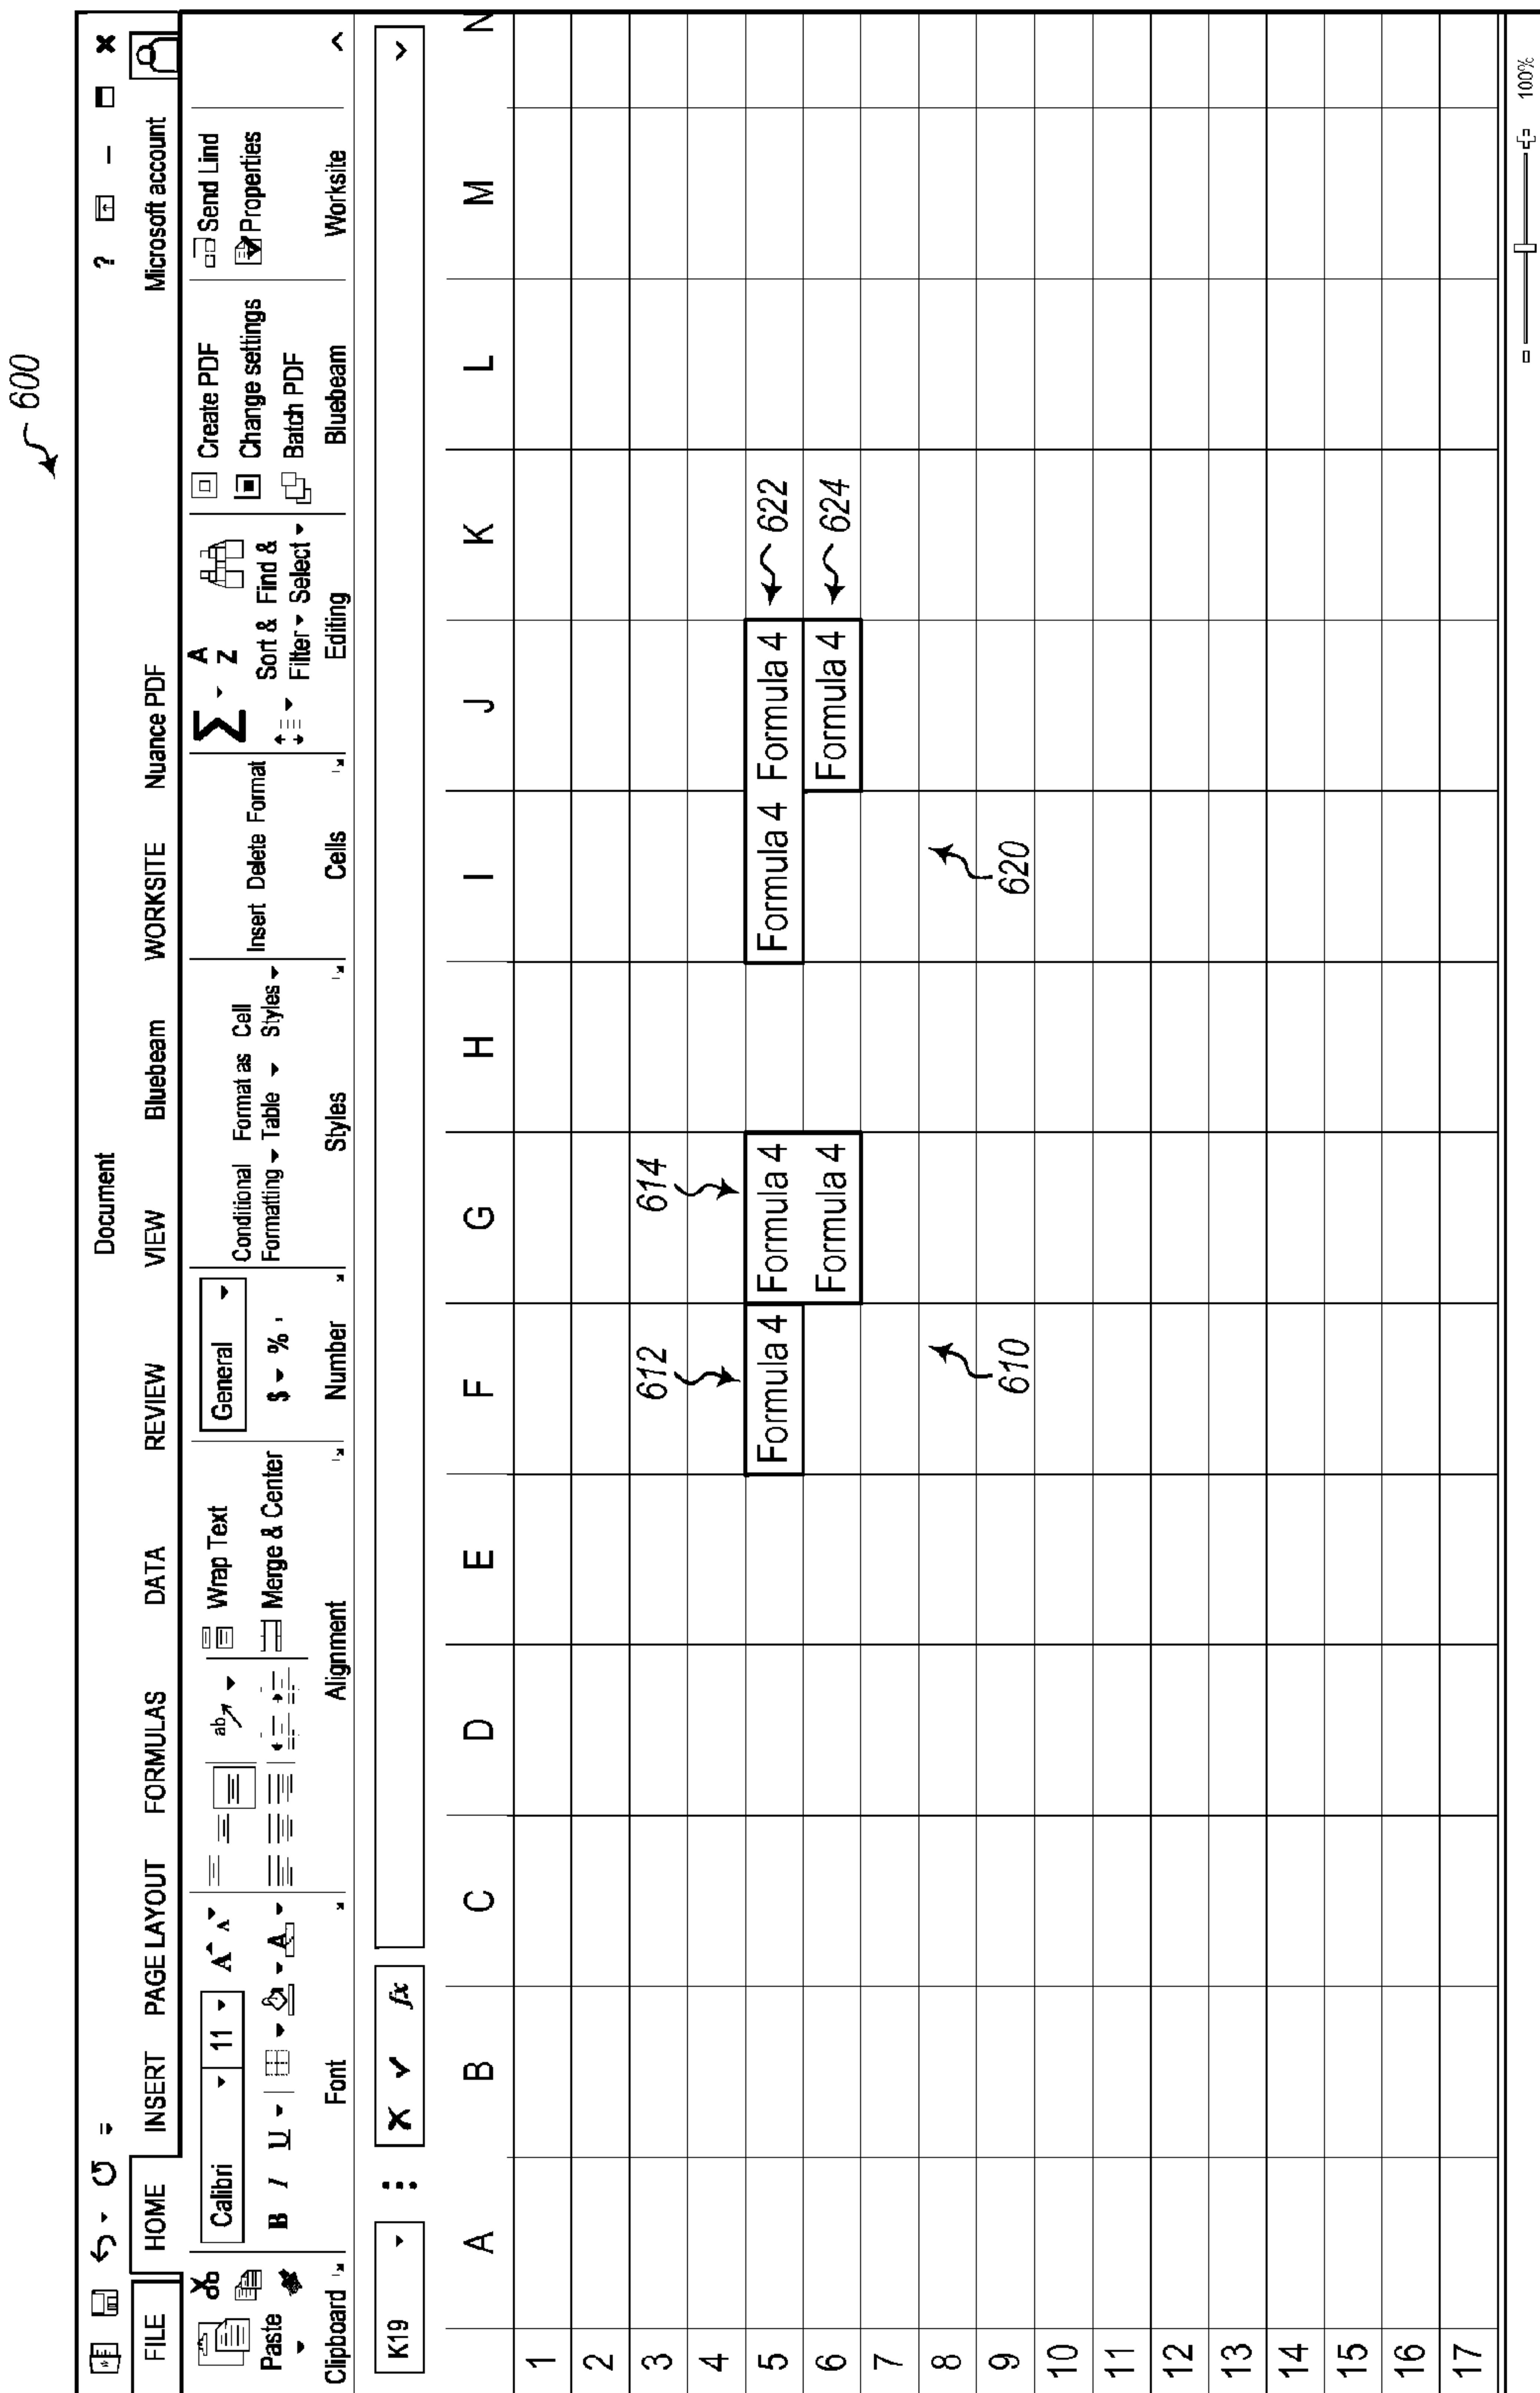 600
Document
? – ×
FILE HOME INSERT PAGE LAYOUT FORMULAS DATA REVIEW VIEW Bluebeam WORKSITE Nuance PDF Microsoft account
Paste
Clipboard
Calibri 11 A A
B I U A
Font
ab
Wrap Text
Merge & Center
Alignment
General
$ % ,
Number
Conditional Format as Cell
Formatting Table Styles
Styles
Insert Delete Format
Cells
Σ A
Z
Sort & Find &
Filter Select
Editing
Create PDF
Change settings
Batch PDF
Bluebeam
Send Lind
Properties
Worksite
K19 : fx
A B C D E F G H I J K L M N
1
2
3 612 614
4
5 Formula 4 Formula 4 Formula 4 Formula 4 622
6 Formula 4 Formula 4 624
7
8
9 610 620
10
11
12
13
14
15
16
17
100%